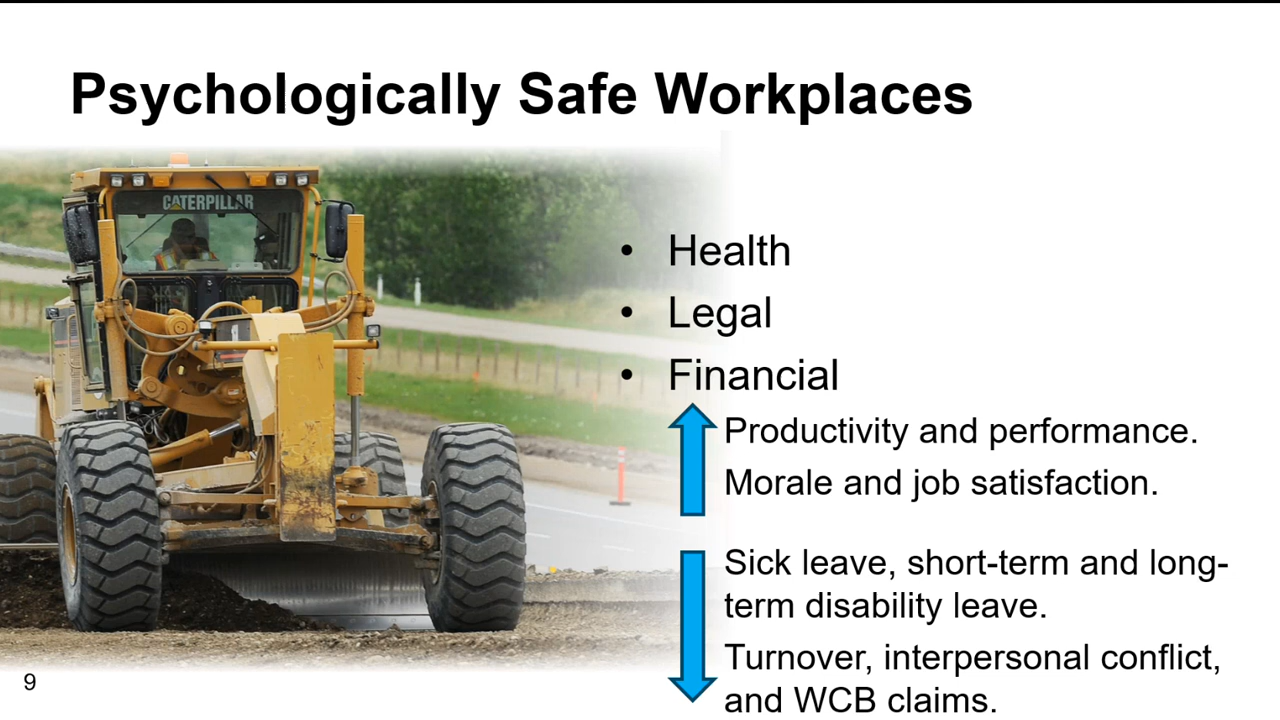 Psychologically Safe Workplaces
CATERPILLAR
• Health
• Legal
• Financial
Productivity and performance.
Morale and job satisfaction.
Sick leave, short-term and long-
term disability leave.
Turnover, interpersonal conflict,
and WCB claims.
9